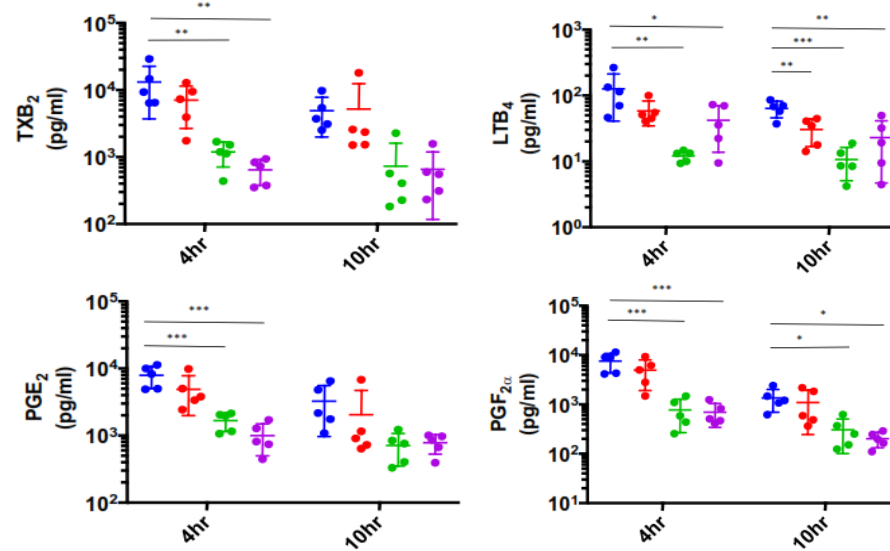 TXB₂
(pg/ml)
10⁵
10⁴
10³
10²
**
**
4hr
10hr
LTB₄
(pg/ml)
10³
10²
10¹
10⁰
*
**
**
***
**
4hr
10hr
PGE₂
(pg/ml)
10⁵
10⁴
10³
10²
***
***
4hr
10hr
PGF₂α
(pg/ml)
10⁵
10⁴
10³
10²
10¹
***
***
*
*
4hr
10hr